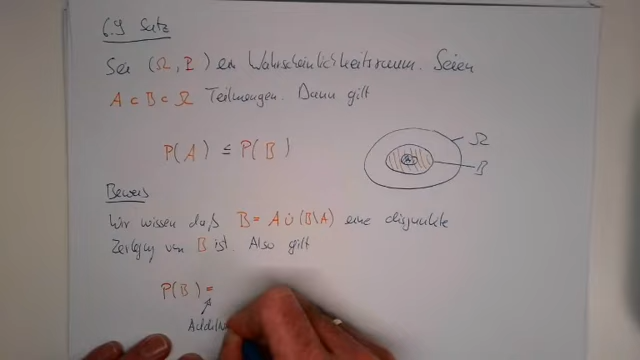 6.9 Satz
Sei (Ω, P) ein Wahrscheinlichkeitsraum. Seien
A ⊂ B ⊂ Ω Teilmengen. Dann gilt
P(A) ≤ P(B)
Ω
A
B
Beweis
Wir wissen daß B = A ∪̇ (B\A) eine disjunkte
Zerlegung von B ist. Also gilt
P(B) =